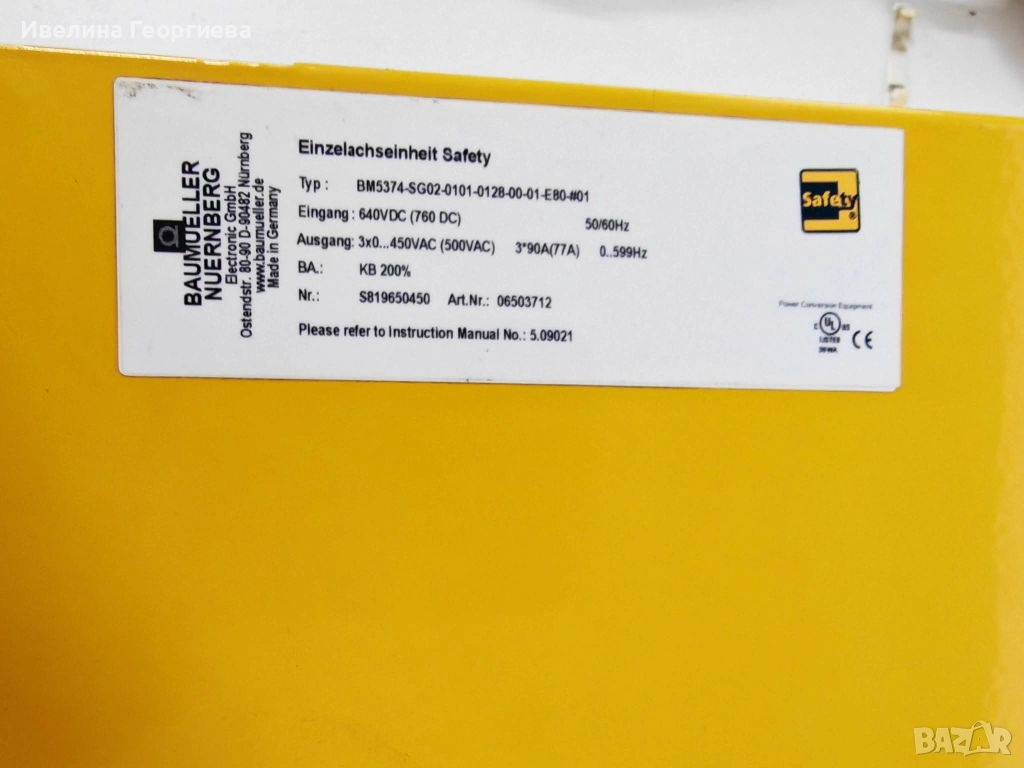 Ивелина Георгиева
BAUMUELLER
NUERNBERG
Electronic GmbH
Ostendstr. 80-90 D-90482 Nürnberg
www.baumueller.de
Made in Germany
Einzelachseinheit Safety
Typ : BM5374-SG02-0101-0128-00-01-E80-#01
Eingang : 640VDC (760 DC) 50/60Hz
Ausgang: 3x0...450VAC (500VAC) 3*90A(77A) 0..599Hz
BA.: KB 200%
Nr.: S819650450 Art.Nr.: 06503712
Please refer to Instruction Manual No.: 5.09021
Safety
®
Power Conversion Equipment
C UL US
LISTED
CE
BAZAR